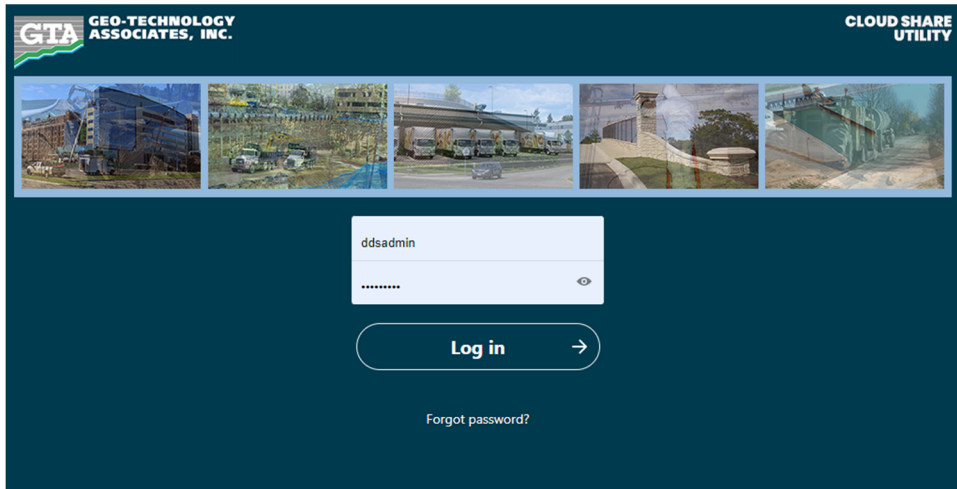 GTA
GEO-TECHNOLOGY
ASSOCIATES, INC.
CLOUD SHARE
UTILITY
ddsadmin
•••••••••
Log in
Forgot password?